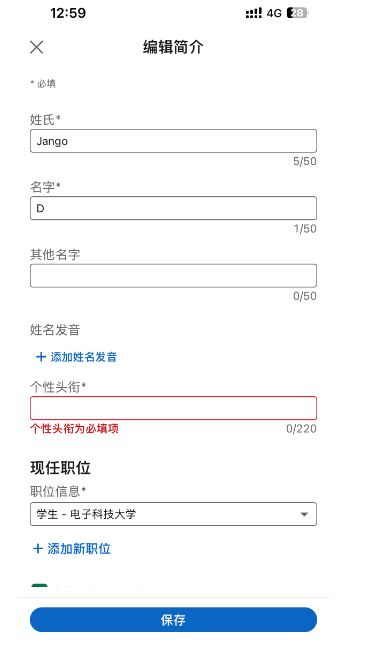 12:59
4G 28
编辑简介
* 必填
姓氏*
Jango
5/50
名字*
D
1/50
其他名字
0/50
姓名发音
+ 添加姓名发音
个性头衔*
个性头衔为必填项 0/220
现任职位
职位信息*
学生 - 电子科技大学
+ 添加新职位
保存